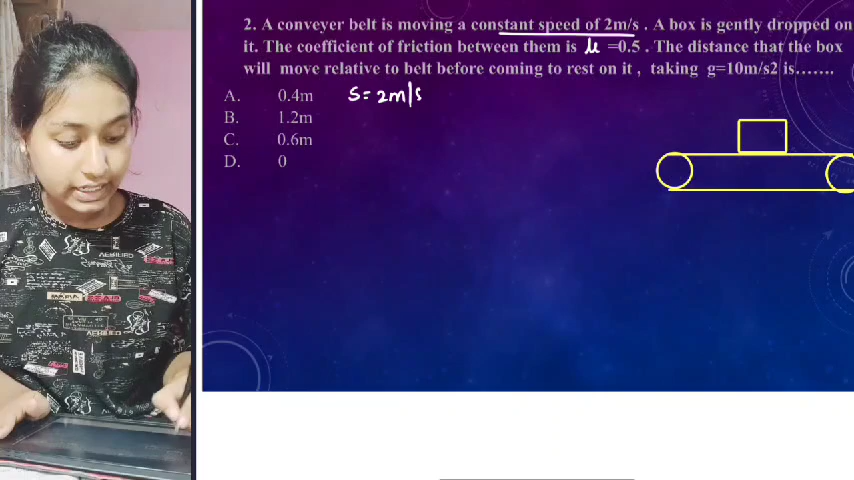 2. A conveyer belt is moving a constant speed of 2m/s . A box is gently dropped on
it. The coefficient of friction between them is μ =0.5 . The distance that the box
will move relative to belt before coming to rest on it , taking g=10m/s2 is.......
A. 0.4m S= 2m/s
B. 1.2m
C. 0.6m
D. 0